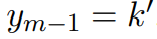 y_{m-1} = k'